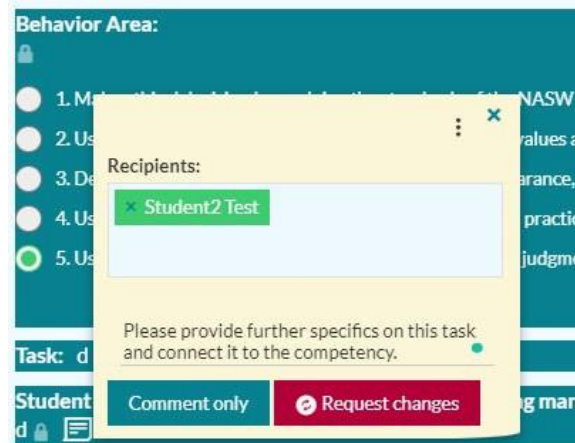 Behavior Area:
1. NASW
2. Us values a
3. De arance,
4. Us practic
5. Us judgme
Recipients:
× Student2 Test
Please provide further specifics on this task
and connect it to the competency.
Comment only
Request changes
Task: d
Student g mar
d